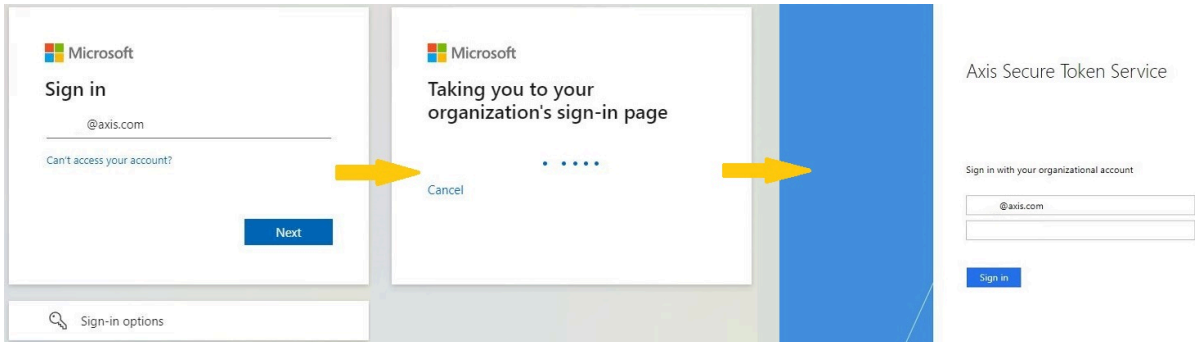 Microsoft
Sign in
@axis.com
Can't access your account?
Next
Sign-in options
Microsoft
Taking you to your
organization's sign-in page
Cancel
Axis Secure Token Service
Sign in with your organizational account
@axis.com
Sign in